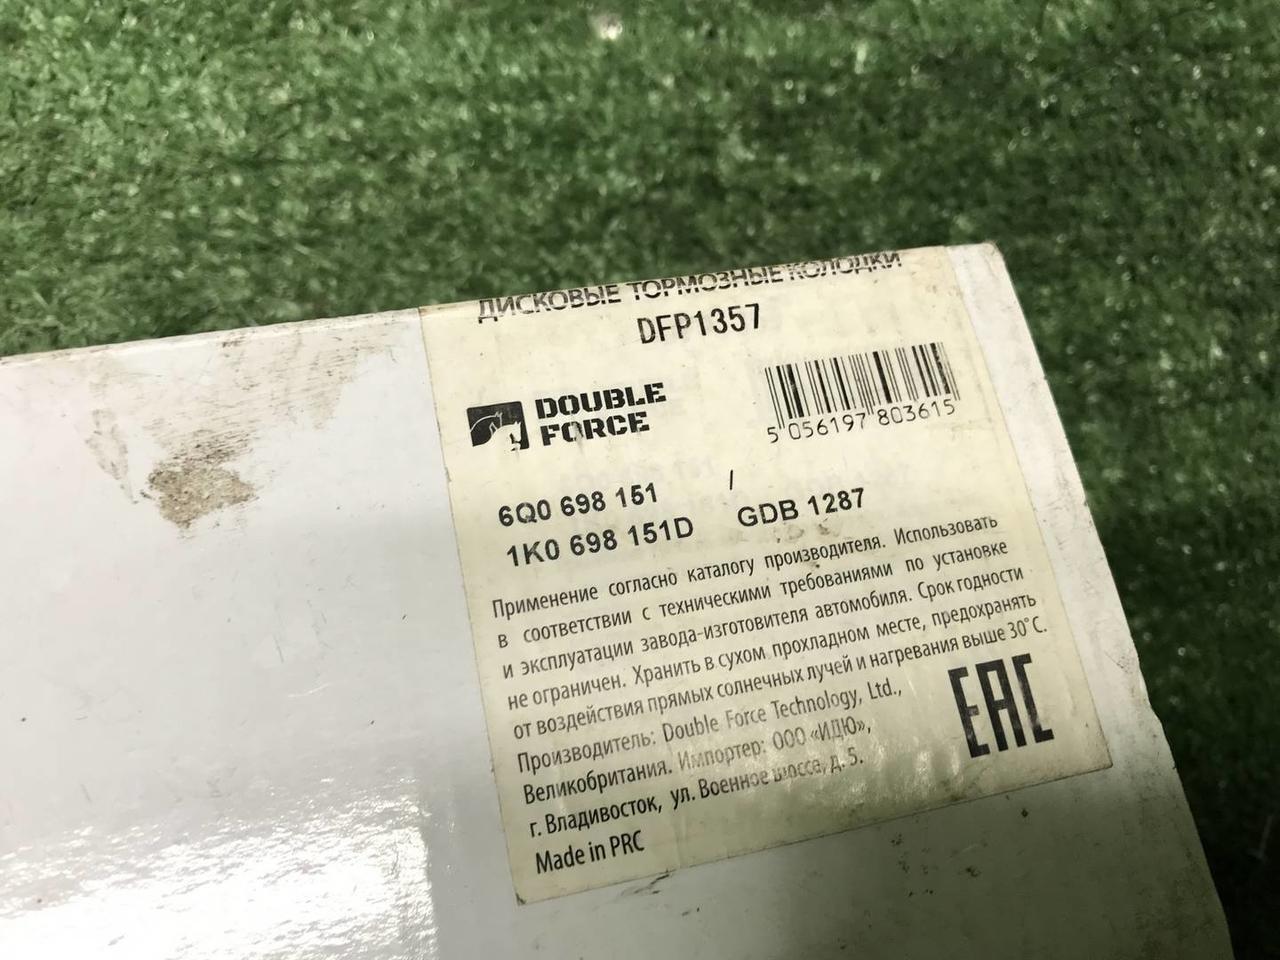 ДИСКОВЫЕ ТОРМОЗНЫЕ КОЛОДКИ
DFP1357
DOUBLE
FORCE
5 056197 803615
6Q0 698 151 /
1K0 698 151D GDB 1287
Применение согласно каталогу производителя. Использовать
в соответствии с техническими требованиями по установке
и эксплуатации завода-изготовителя автомобиля. Срок годности
не ограничен. Хранить в сухом прохладном месте, предохранять
от воздействия прямых солнечных лучей и нагревания выше 30°С.
Производитель: Double Force Technology, Ltd.,
Великобритания. Импортер: ООО «ИДЮ»,
г. Владивосток, ул. Военное шоссе, д. 5.
Made in PRC
EAC